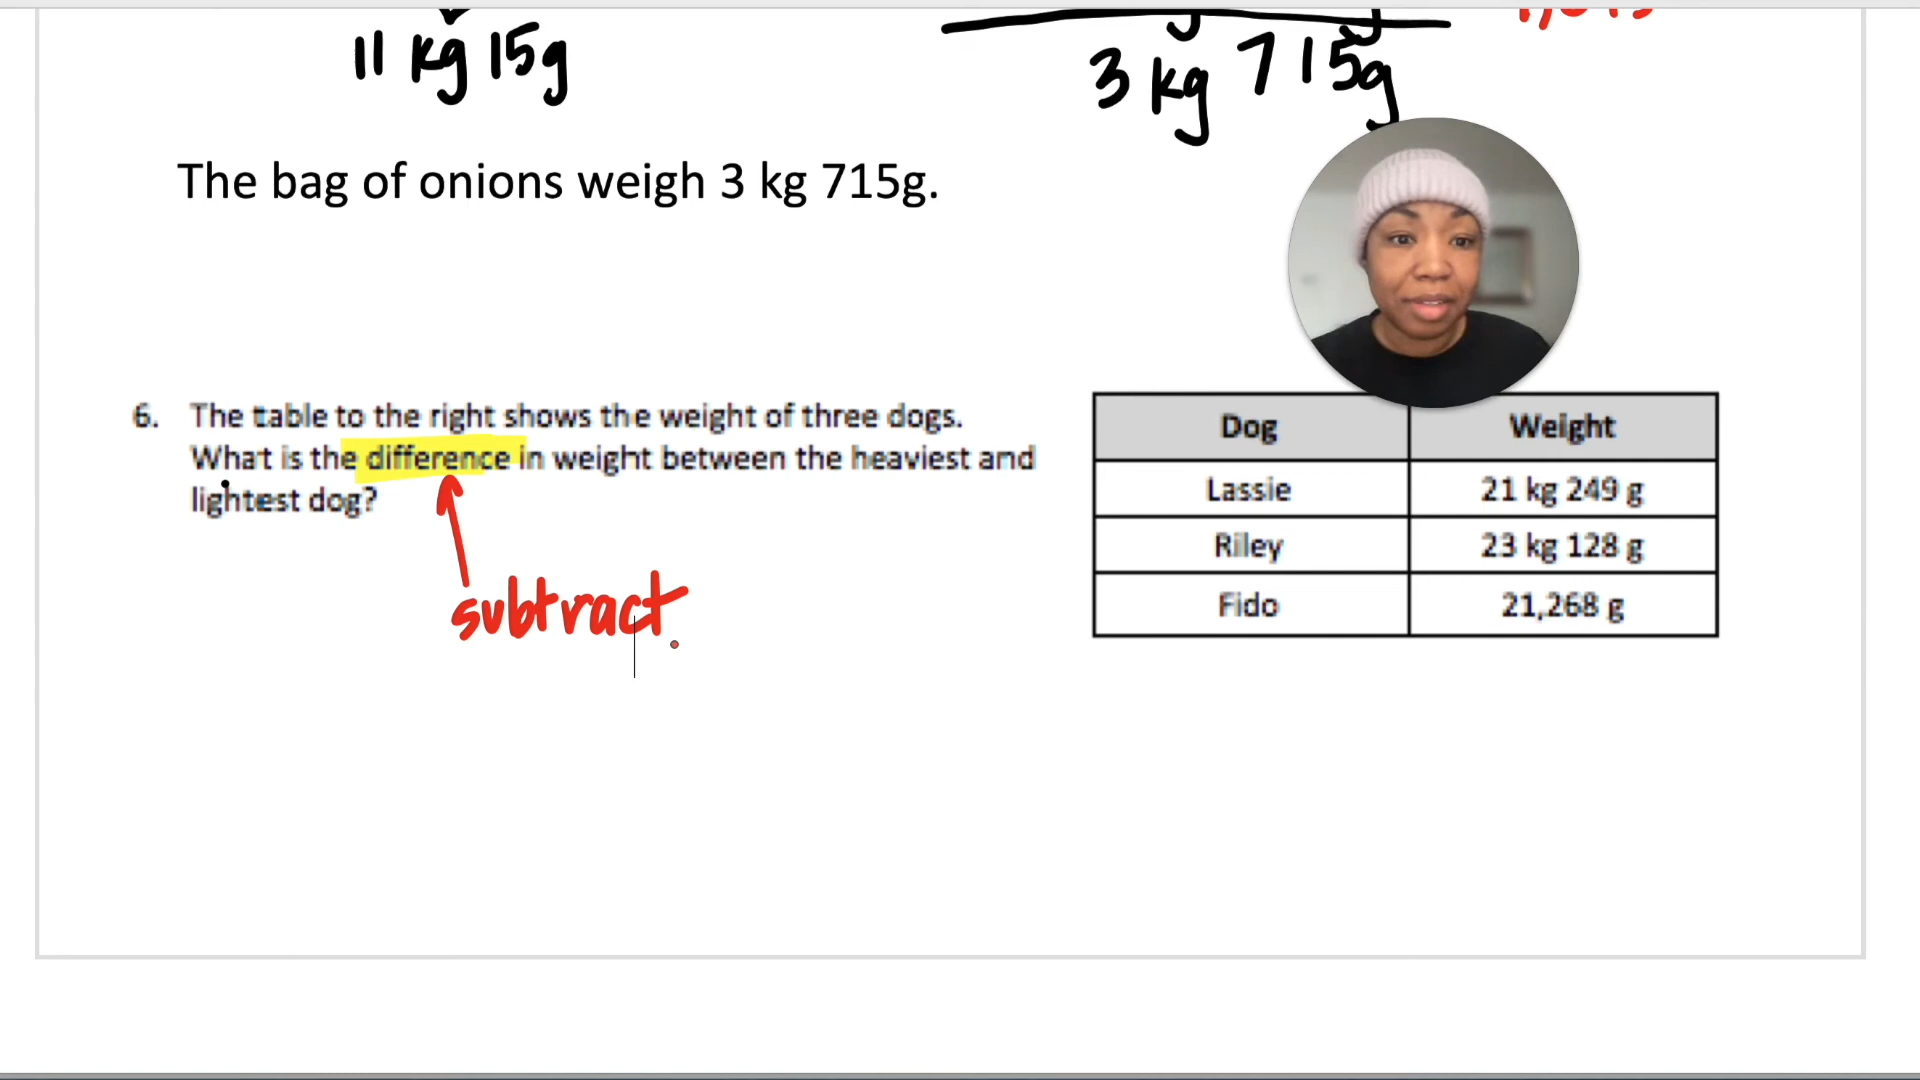 11 kg 15g
3 kg 715g
The bag of onions weigh 3 kg 715g.
6. The table to the right shows the weight of three dogs.
What is the difference in weight between the heaviest and
lightest dog?
subtract
Dog Weight
Lassie 21 kg 249 g
Riley 23 kg 128 g
Fido 21,268 g